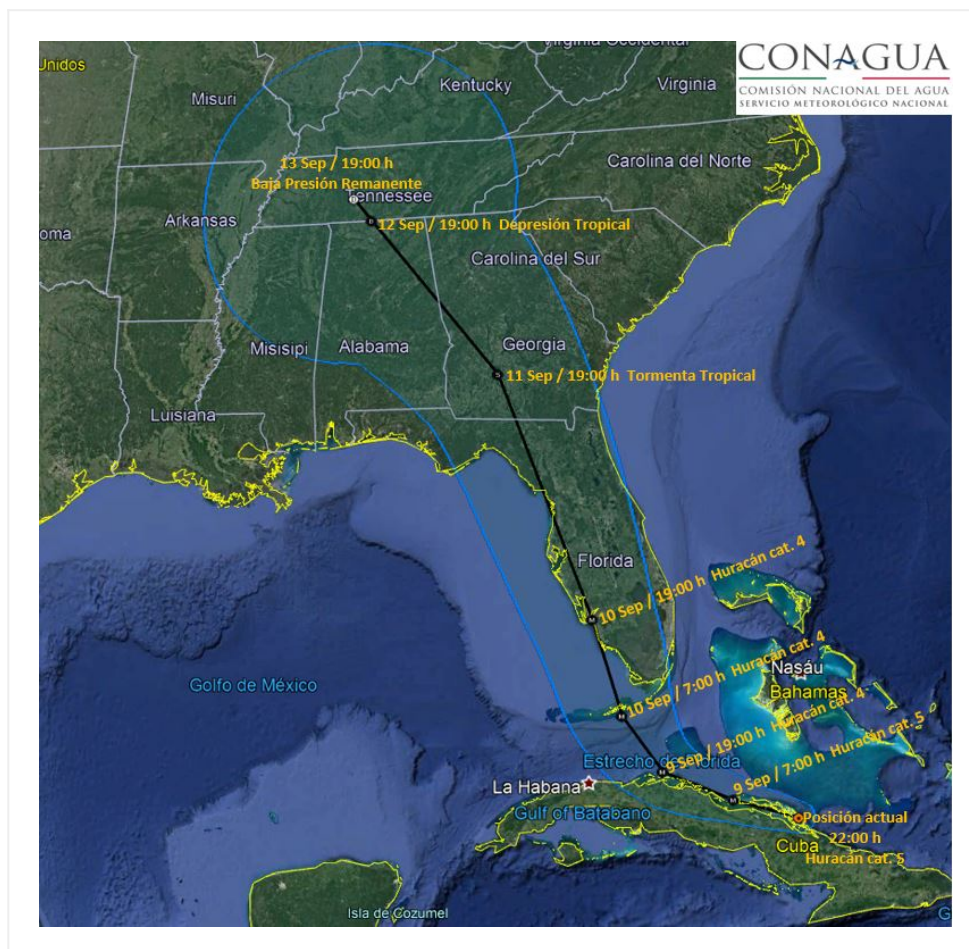 CONAGUA
COMISIÓN NACIONAL DEL AGUA
SERVICIO METEOROLÓGICO NACIONAL
Virginia Occidental
Unidos
Misuri
Kentucky
Virginia
13 Sep / 19:00 h
Baja Presión Remanente
Tennessee
Carolina del Norte
Arkansas
12 Sep / 19:00 h Depresión Tropical
oma
Carolina del Sur
Misisipi
Alabama
Georgia
11 Sep / 19:00 h Tormenta Tropical
Luisiana
Florida
10 Sep / 19:00 h Huracán cat. 4
Golfo de México
10 Sep / 7:00 h Huracán cat. 4
Nasáu
Bahamas
9 Sep / 19:00 h Huracán cat. 4
Estrecho de Florida
9 Sep / 7:00 h Huracán cat. 5
La Habana
Gulf of Batabano
Posición actual
22:00 h
Huracán cat. 5
Cuba
Isla de Cozumel
G